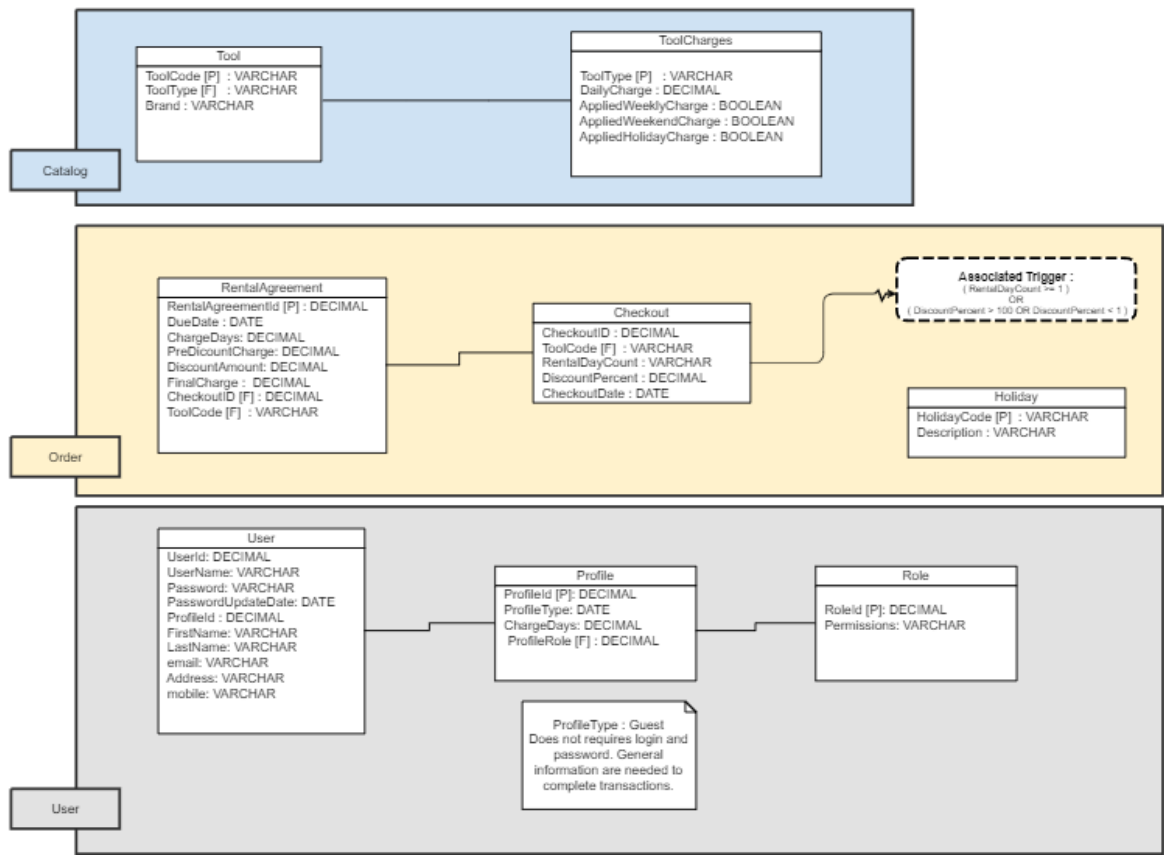 Tool
ToolCode [P] : VARCHAR
ToolType [F] : VARCHAR
Brand : VARCHAR
ToolCharges
ToolType [P] : VARCHAR
DailyCharge : DECIMAL
AppliedWeeklyCharge : BOOLEAN
AppliedWeekendCharge : BOOLEAN
AppliedHolidayCharge : BOOLEAN
Catalog
RentalAgreement
RentalAgreementId [P] : DECIMAL
DueDate : DATE
ChargeDays: DECIMAL
PreDicountCharge: DECIMAL
DiscountAmount: DECIMAL
FinalCharge : DECIMAL
CheckoutID [F] : DECIMAL
ToolCode [F] : VARCHAR
Checkout
CheckoutID : DECIMAL
ToolCode [F] : VARCHAR
RentalDayCount : VARCHAR
DiscountPercent : DECIMAL
CheckoutDate : DATE
Associated Trigger :
( RentalDayCount >= 1 )
OR
( DiscountPercent > 100 OR DiscountPercent < 1 )
Holiday
HolidayCode [P] : VARCHAR
Description : VARCHAR
Order
User
UserId: DECIMAL
UserName: VARCHAR
Password: VARCHAR
PasswordUpdateDate: DATE
ProfileId : DECIMAL
FirstName: VARCHAR
LastName: VARCHAR
email: VARCHAR
Address: VARCHAR
mobile: VARCHAR
Profile
ProfileId [P]: DECIMAL
ProfileType: DATE
ChargeDays: DECIMAL
ProfileRole [F] : DECIMAL
Role
RoleId [P]: DECIMAL
Permissions: VARCHAR
ProfileType : Guest
Does not requires login and
password. General
information are needed to
complete transactions.
User